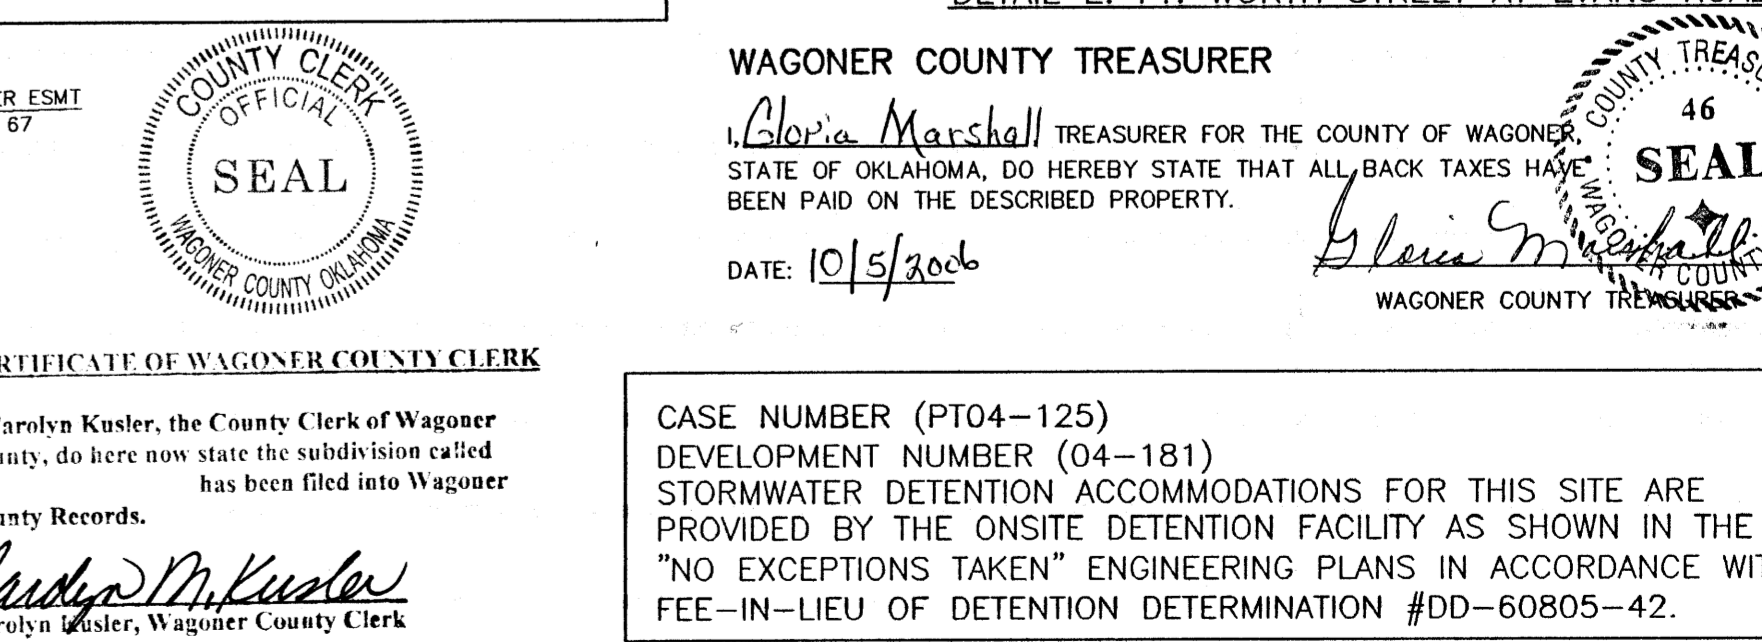 R ESMT
67
COUNTY CLERK
OFFICIAL
SEAL
WAGONER COUNTY OKLAHOMA
RTIFICATE OF WAGONER COUNTY CLERK
arolyn Kusler, the County Clerk of Wagoner
unty, do here now state the subdivision called
has been filed into Wagoner
unty Records.
Carolyn M. Kusler
rolyn Kusler, Wagoner County Clerk
WAGONER COUNTY TREASURER
I, Gloria Marshall TREASURER FOR THE COUNTY OF WAGONER,
STATE OF OKLAHOMA, DO HEREBY STATE THAT ALL BACK TAXES HAVE
BEEN PAID ON THE DESCRIBED PROPERTY.
DATE: 10/5/2006
Gloria Marshall
WAGONER COUNTY TREASURER
COUNTY TREASU
46
SEAL
WAGONER COUNT
CASE NUMBER (PT04-125)
DEVELOPMENT NUMBER (04-181)
STORMWATER DETENTION ACCOMMODATIONS FOR THIS SITE ARE
PROVIDED BY THE ONSITE DETENTION FACILITY AS SHOWN IN THE
"NO EXCEPTIONS TAKEN" ENGINEERING PLANS IN ACCORDANCE WIT
FEE-IN-LIEU OF DETENTION DETERMINATION #DD-60805-42.